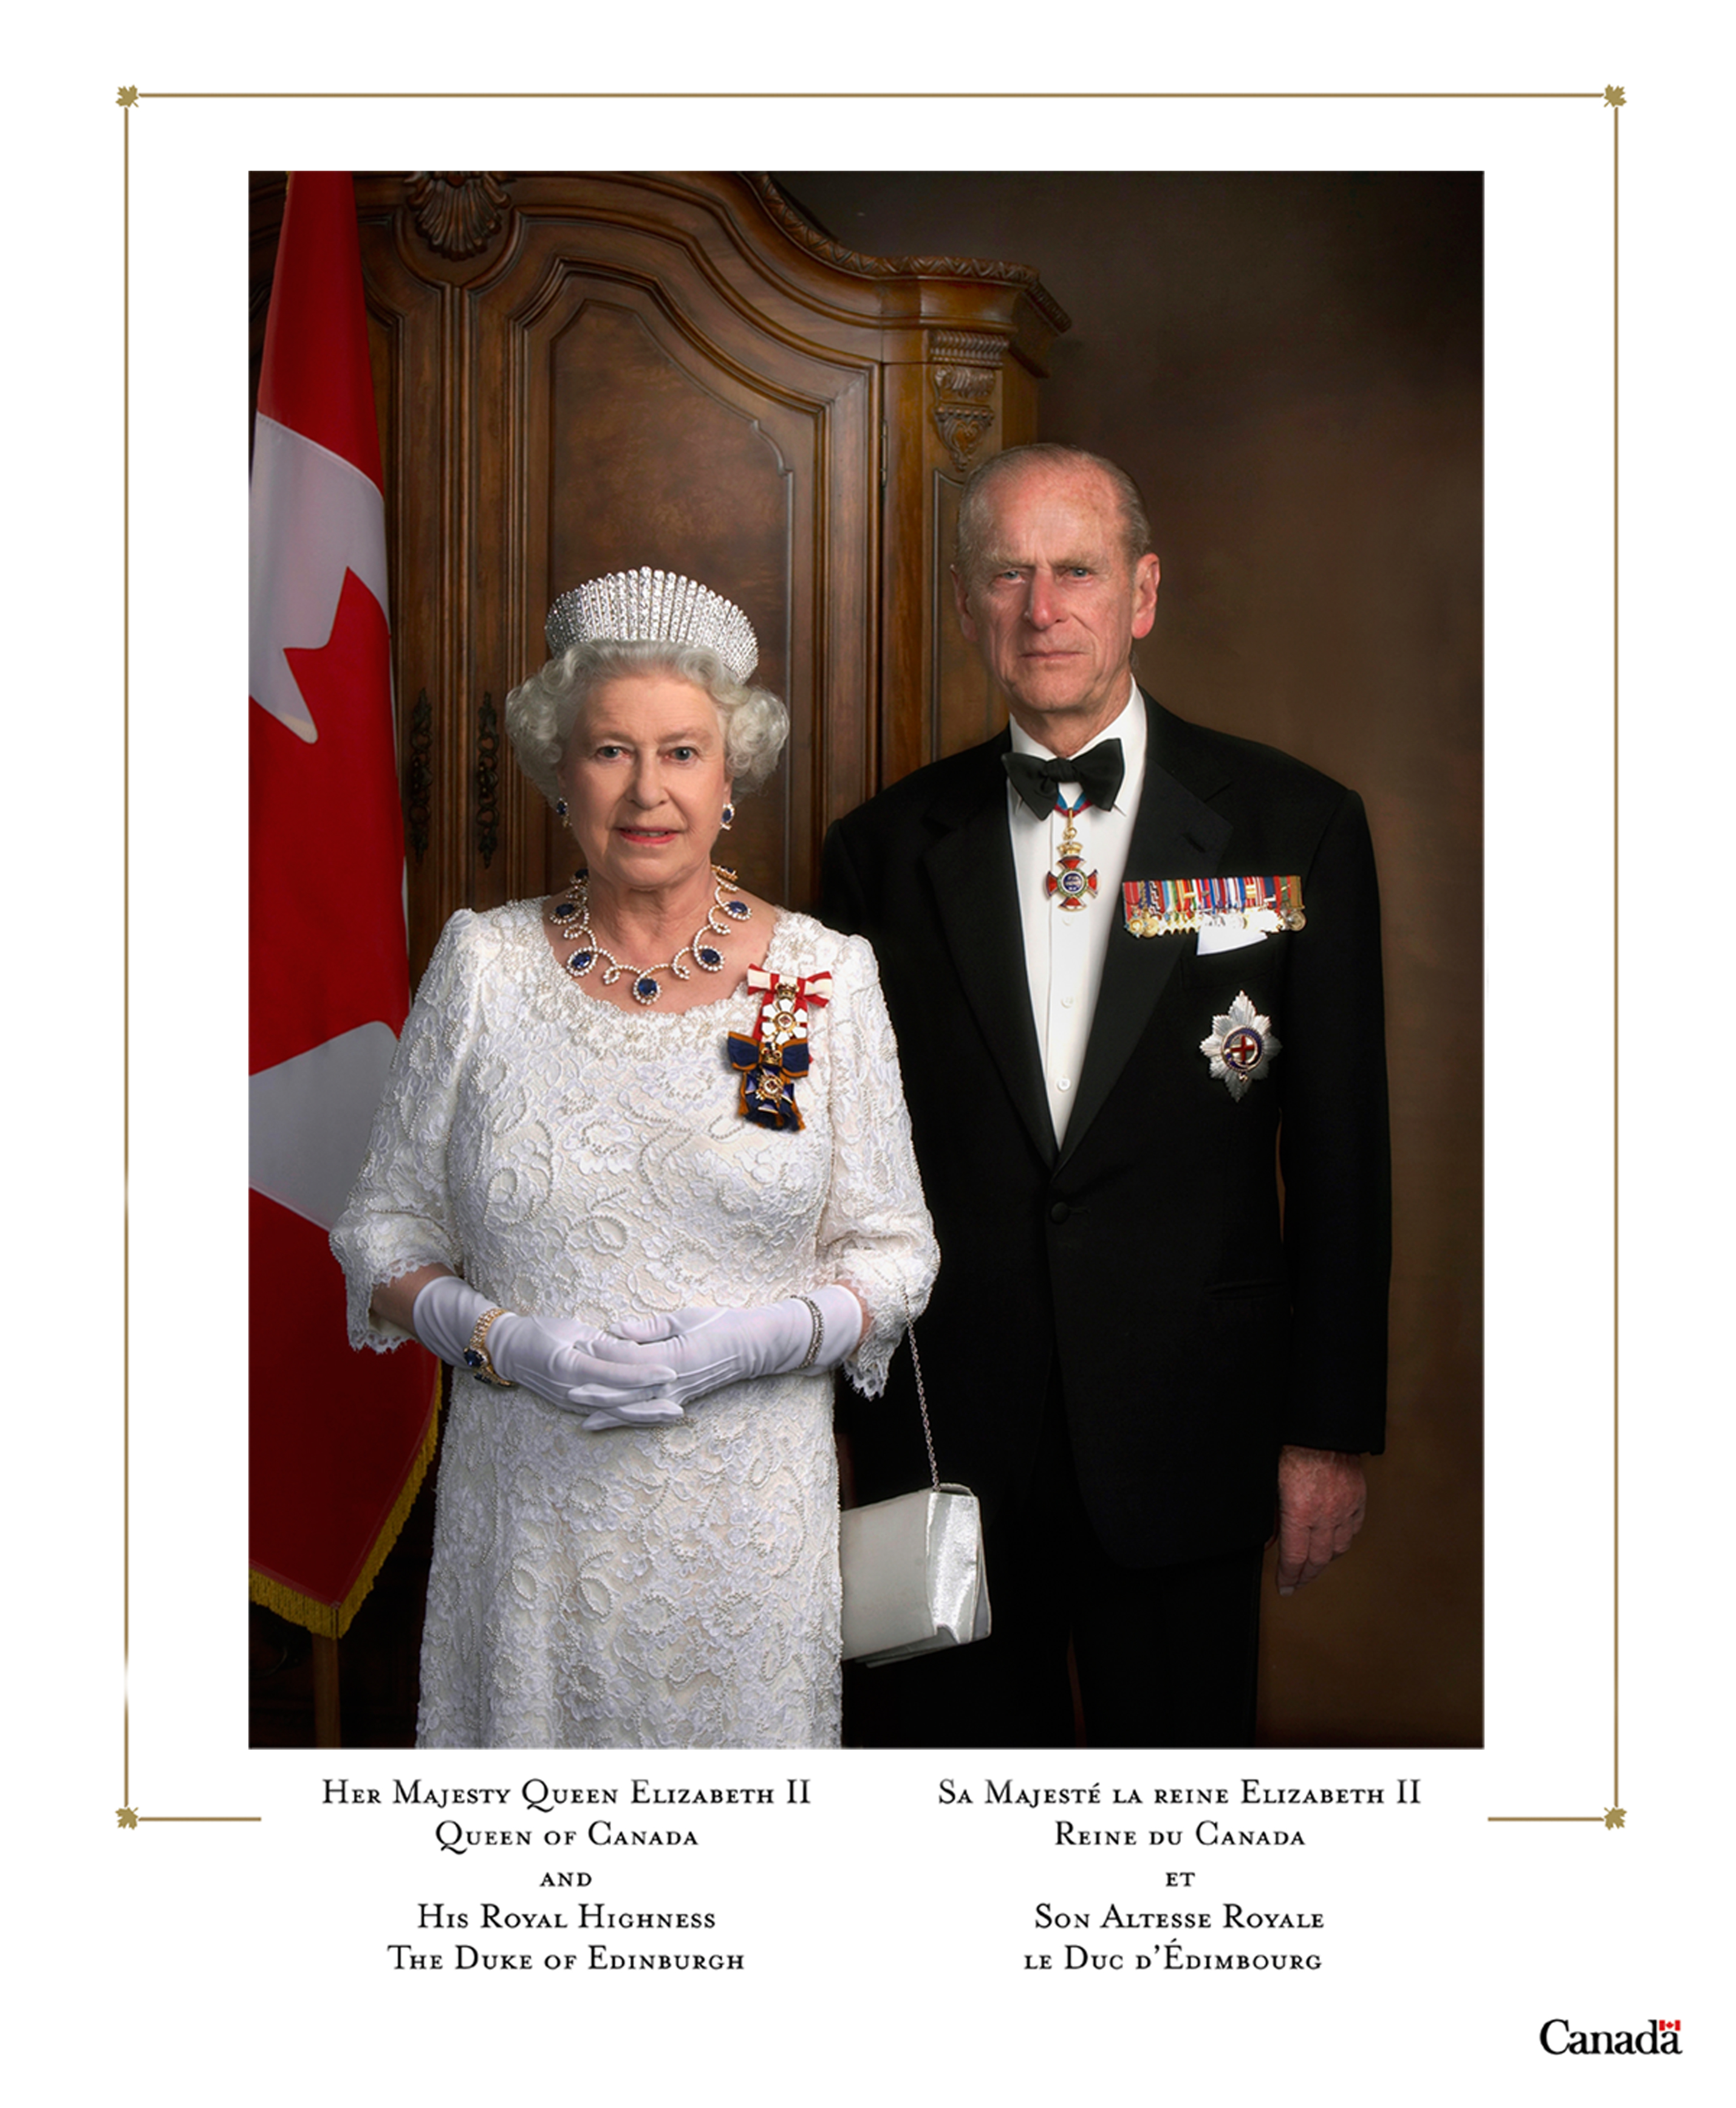 Her Majesty Queen Elizabeth II
Queen of Canada
and
His Royal Highness
The Duke of Edinburgh
Sa Majesté la reine Elizabeth II
Reine du Canada
et
Son Altesse Royale
le Duc d'Édimbourg
Canada